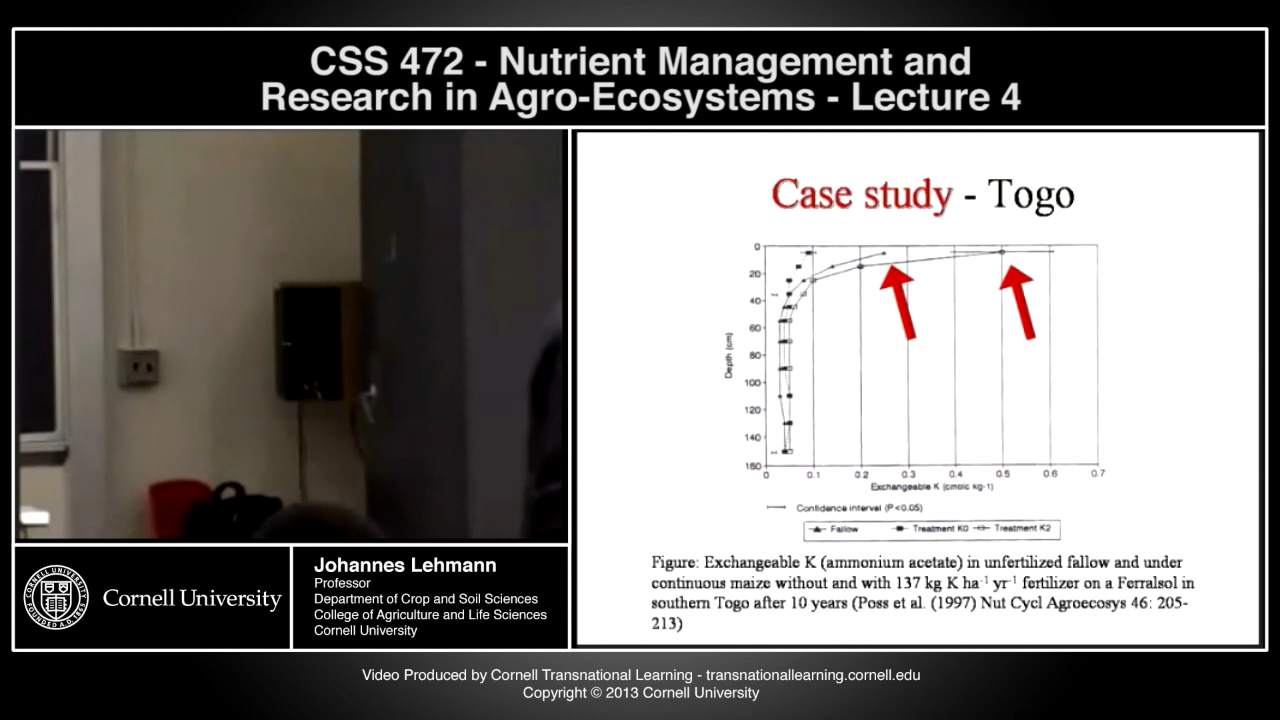 CSS 472 - Nutrient Management and
Research in Agro-Ecosystems - Lecture 4
Case study - Togo
0
20
40
60
80
100
120
140
160
Depth (cm)
0 0.1 0.2 0.3 0.4 0.5 0.6 0.7
Exchangeable K (cmolc kg-1)
Confidence interval (P<0.05)
Fallow Treatment K0 Treatment K2
Figure: Exchangeable K (ammonium acetate) in unfertilized fallow and under
continuous maize without and with 137 kg K ha-1 yr-1 fertilizer on a Ferralsol in
southern Togo after 10 years (Poss et al. (1997) Nut Cycl Agroecosys 46: 205-
213)
Cornell University
Johannes Lehmann
Professor
Department of Crop and Soil Sciences
College of Agriculture and Life Sciences
Cornell University
Video Produced by Cornell Transnational Learning - transnationallearning.cornell.edu
Copyright © 2013 Cornell University